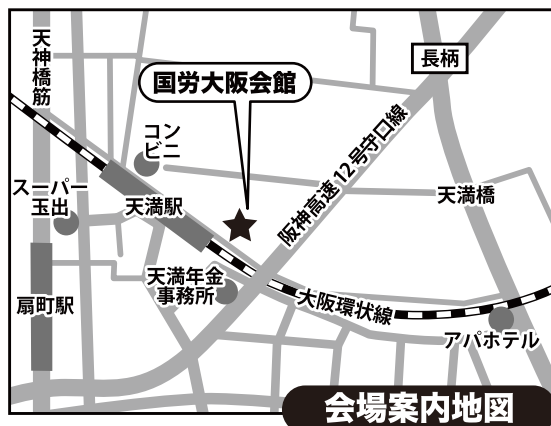 天神橋筋
長柄
国労大阪会館
コン
ビニ
阪神高速12号守口線
スーパー
玉出
天満駅
天満橋
天満年金
事務所
扇町駅
大阪環状線
アパホテル
会場案内地図